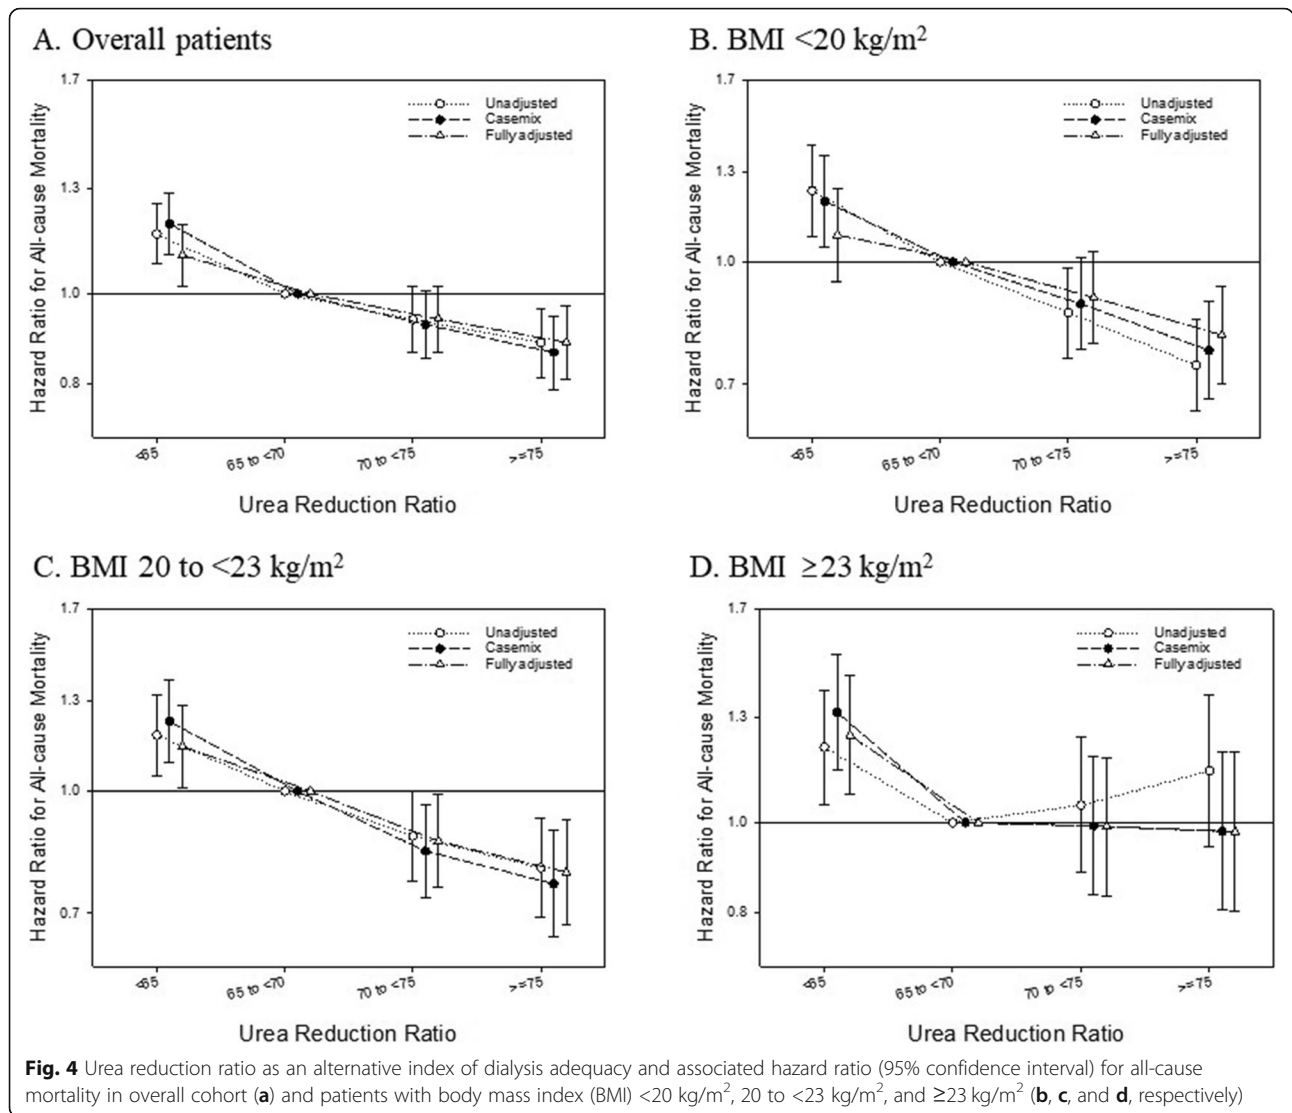 A. Overall patients
1.7
1.3
1.0
0.8
Hazard Ratio for All-cause Mortality
Unadjusted
Casemix
Fully adjusted
<65
65 to <70
70 to <75
>=75
Urea Reduction Ratio
B. BMI <20 kg/m²
1.7
1.3
1.0
0.7
Hazard Ratio for All-cause Mortality
Unadjusted
Casemix
Fully adjusted
<65
65 to <70
70 to <75
>=75
Urea Reduction Ratio
C. BMI 20 to <23 kg/m²
1.7
1.3
1.0
0.7
Hazard Ratio for All-cause Mortality
Unadjusted
Casemix
Fully adjusted
<65
65 to <70
70 to <75
>=75
Urea Reduction Ratio
D. BMI ≥23 kg/m²
1.7
1.3
1.0
0.8
Hazard Ratio for All-cause Mortality
Unadjusted
Casemix
Fully adjusted
<65
65 to <70
70 to <75
>=75
Urea Reduction Ratio
Fig. 4 Urea reduction ratio as an alternative index of dialysis adequacy and associated hazard ratio (95% confidence interval) for all-cause
mortality in overall cohort (a) and patients with body mass index (BMI) <20 kg/m², 20 to <23 kg/m², and ≥23 kg/m² (b, c, and d, respectively)